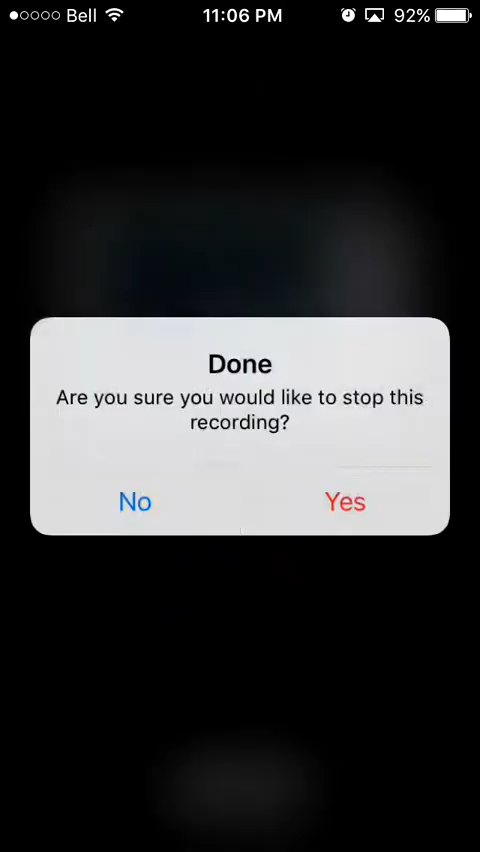 Bell 11:06 PM 92%
Done
Are you sure you would like to stop this
recording?
No Yes